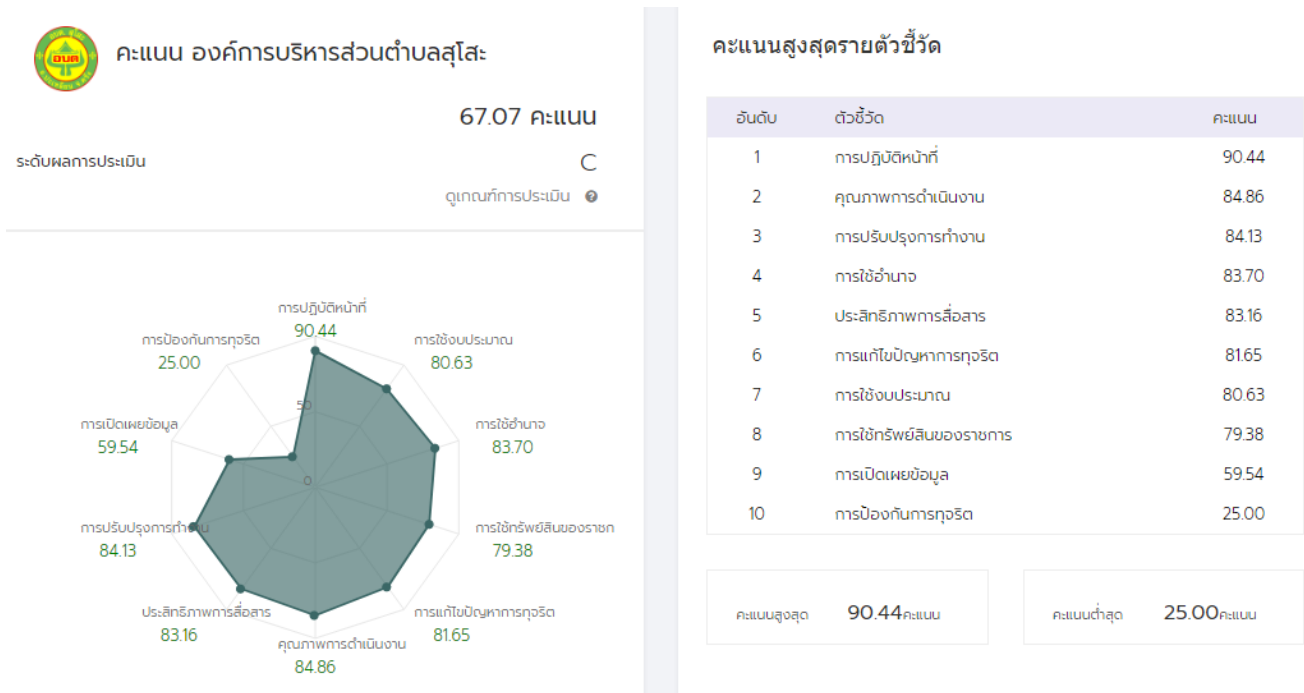 อบต
คะแนน องค์การบริหารส่วนตำบลสุโสะ
67.07 คะแนน
ระดับผลการประเมิน C
ดูเกณฑ์การประเมิน ?
การปฏิบัติหน้าที่
90.44
การป้องกันการทุจริต
25.00
การใช้งบประมาณ
80.63
50
การเปิดเผยข้อมูล
59.54
การใช้อำนาจ
83.70
0
การปรับปรุงการทำงาน
84.13
การใช้ทรัพย์สินของราชก
79.38
ประสิทธิภาพการสื่อสาร
83.16
การแก้ไขปัญหาการทุจริต
81.65
คุณภาพการดำเนินงาน
84.86
คะแนนสูงสุดรายตัวชี้วัด
อันดับ ตัวชี้วัด คะแนน
1 การปฏิบัติหน้าที่ 90.44
2 คุณภาพการดำเนินงาน 84.86
3 การปรับปรุงการทำงาน 84.13
4 การใช้อำนาจ 83.70
5 ประสิทธิภาพการสื่อสาร 83.16
6 การแก้ไขปัญหาการทุจริต 81.65
7 การใช้งบประมาณ 80.63
8 การใช้ทรัพย์สินของราชการ 79.38
9 การเปิดเผยข้อมูล 59.54
10 การป้องกันการทุจริต 25.00
คะแนนสูงสุด 90.44คะแนน
คะแนนต่ำสุด 25.00คะแนน